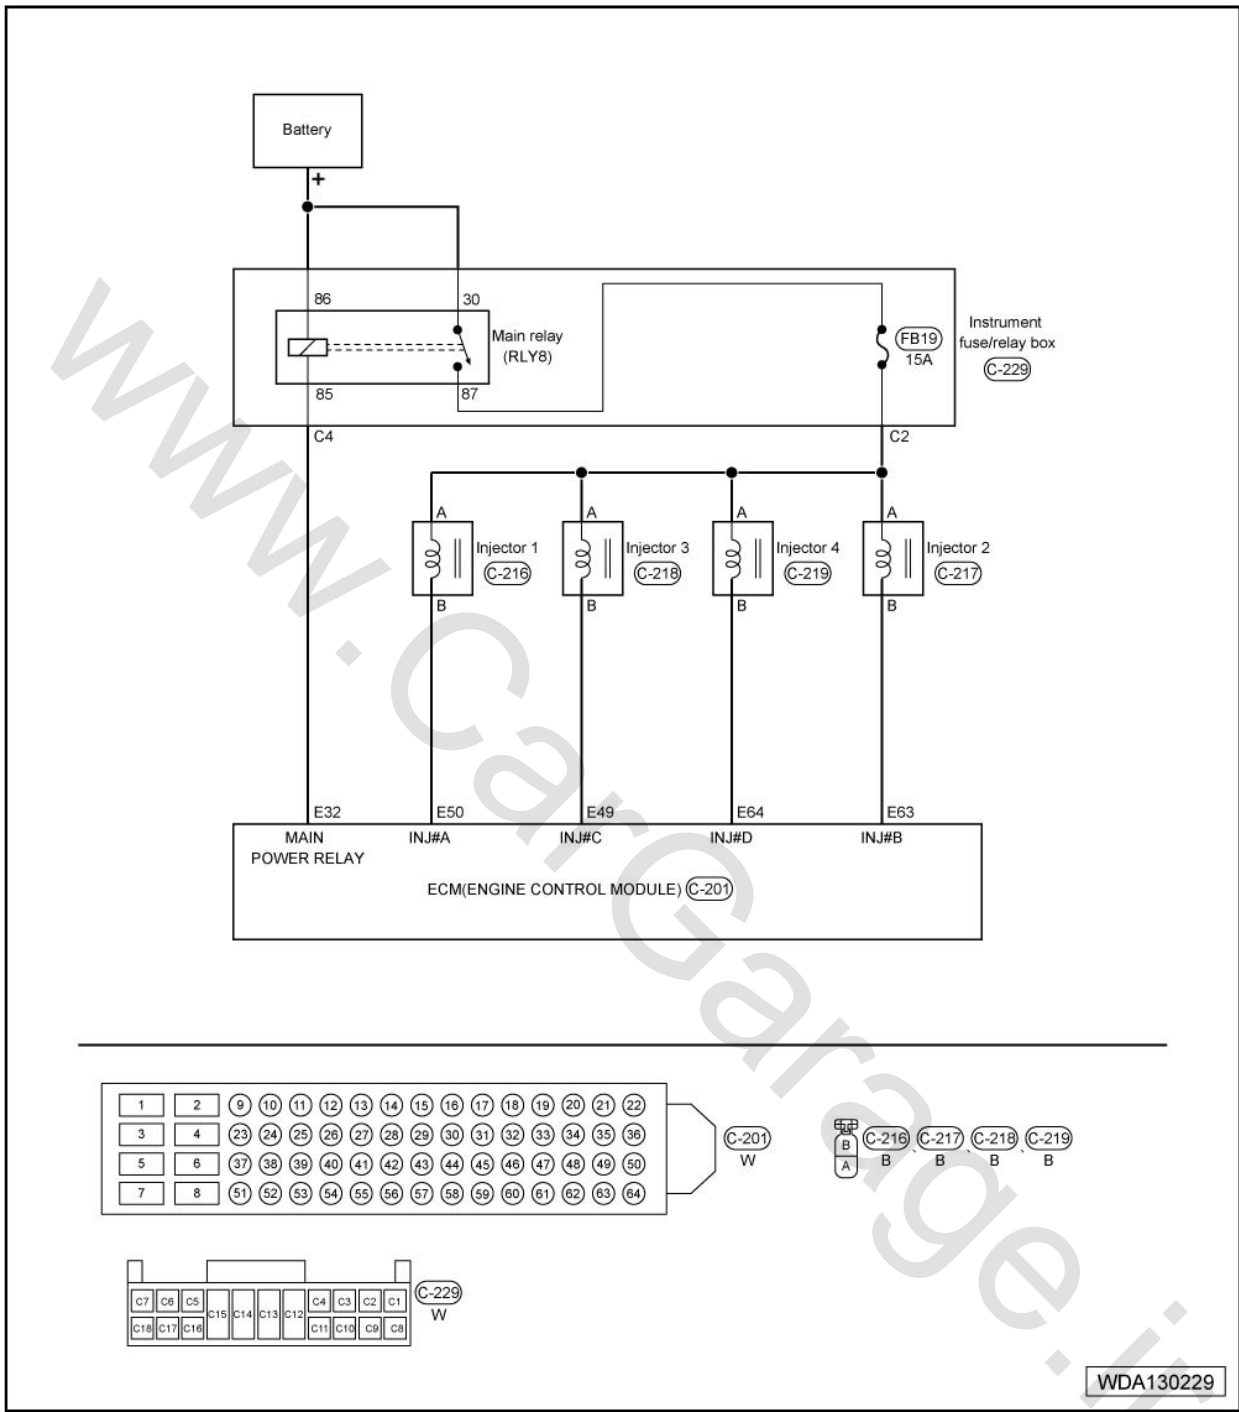 Battery
+
86 30
Main relay
(RLY8)
85 87
FB19
15A
Instrument
fuse/relay box
C-229
C4 C2
A A A A
Injector 1 Injector 3 Injector 4 Injector 2
C-216 C-218 C-219 C-217
B B B B
E32 E50 E49 E64 E63
MAIN INJ#A INJ#C INJ#D INJ#B
POWER RELAY
ECM(ENGINE CONTROL MODULE) C-201
1 2 9 10 11 12 13 14 15 16 17 18 19 20 21 22
3 4 23 24 25 26 27 28 29 30 31 32 33 34 35 36
5 6 37 38 39 40 41 42 43 44 45 46 47 48 49 50
7 8 51 52 53 54 55 56 57 58 59 60 61 62 63 64
C-201
W
B
A
C-216、C-217、C-218、C-219
B B B B
C7 C6 C5 C15 C14 C13 C12 C4 C3 C2 C1
C18 C17 C16 C11 C10 C9 C8
C-229
W
WDA130229
www.CarGarage.ir